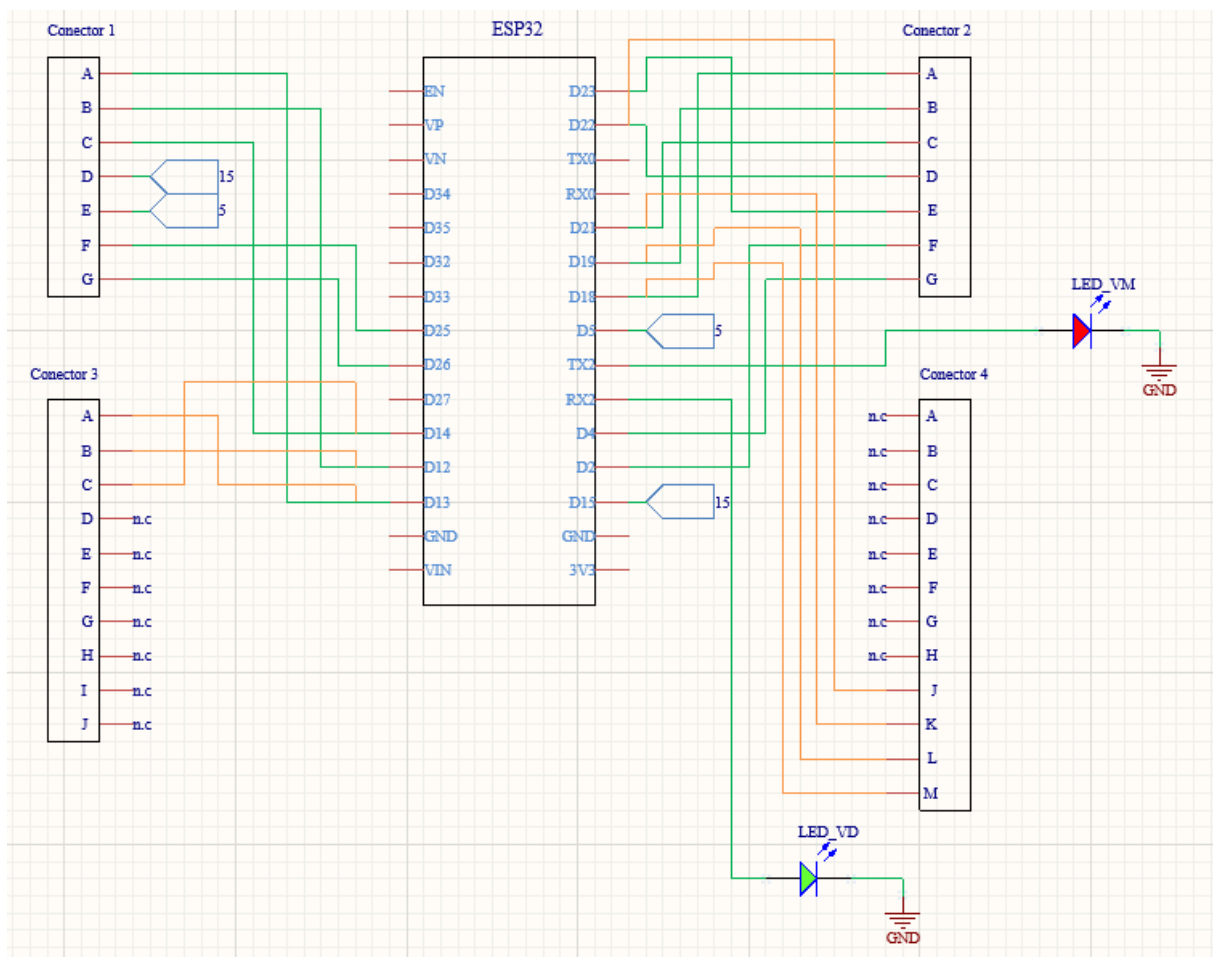 Conector 1
A
B
C
D
E
F
G
15
5
Conector 3
A
B
C
D
E
F
G
H
I
J
n.c
n.c
n.c
n.c
n.c
n.c
n.c
ESP32
EN
VP
VN
D34
D35
D32
D33
D25
D26
D27
D14
D12
D13
GND
VIN
D23
D22
TX0
RX0
D21
D19
D18
D5
TX2
RX2
D4
D2
D15
GND
3V3
5
15
Conector 2
A
B
C
D
E
F
G
LED_VM
GND
Conector 4
n.c
n.c
n.c
n.c
n.c
n.c
n.c
n.c
A
B
C
D
E
F
G
H
J
K
L
M
LED_VD
GND